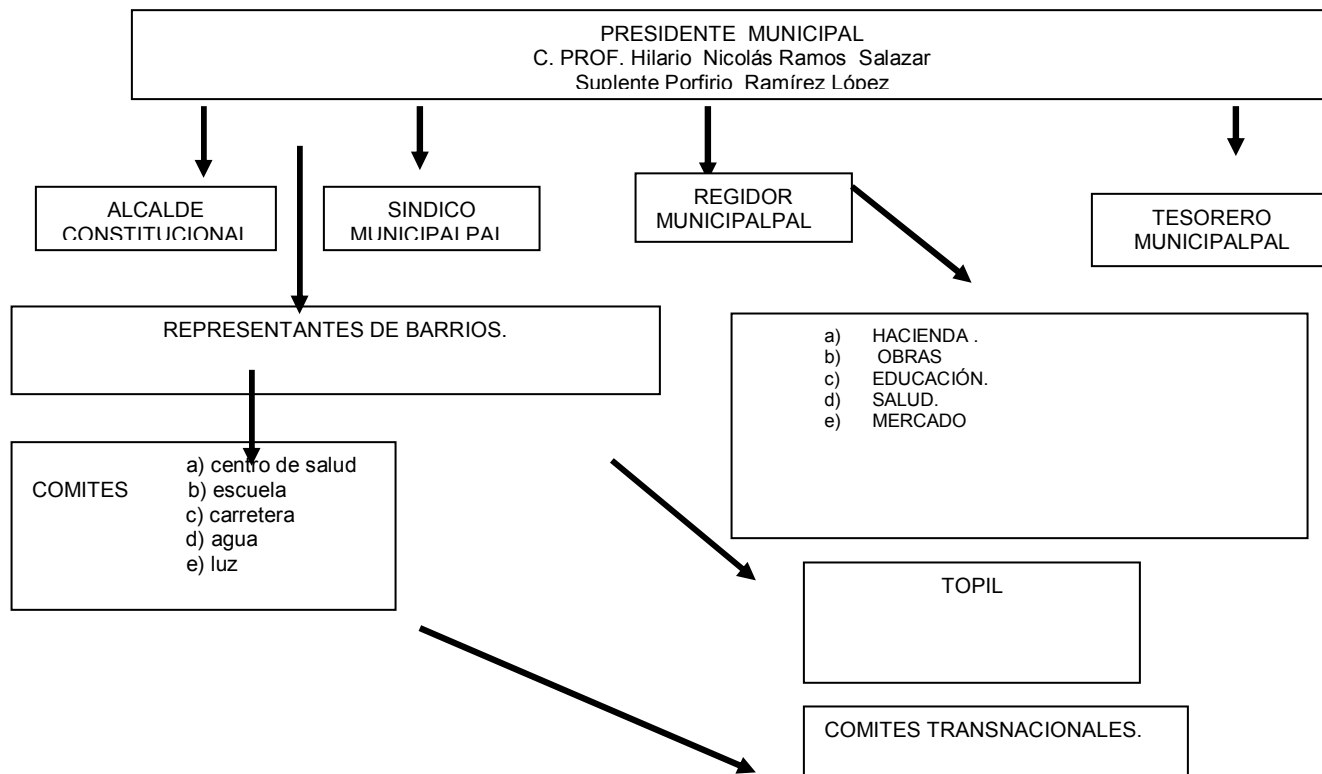 PRESIDENTE MUNICIPAL
C. PROF. Hilario Nicolás Ramos Salazar
Suplente Porfirio Ramírez López
ALCALDE
CONSTITUCIONAL
SINDICO
MUNICIPALPAL
REGIDOR
MUNICIPALPAL
TESORERO
MUNICIPALPAL
REPRESENTANTES DE BARRIOS.
a) HACIENDA .
b) OBRAS
c) EDUCACIÓN.
d) SALUD.
e) MERCADO
a) centro de salud
COMITES b) escuela
c) carretera
d) agua
e) luz
TOPIL
COMITES TRANSNACIONALES.